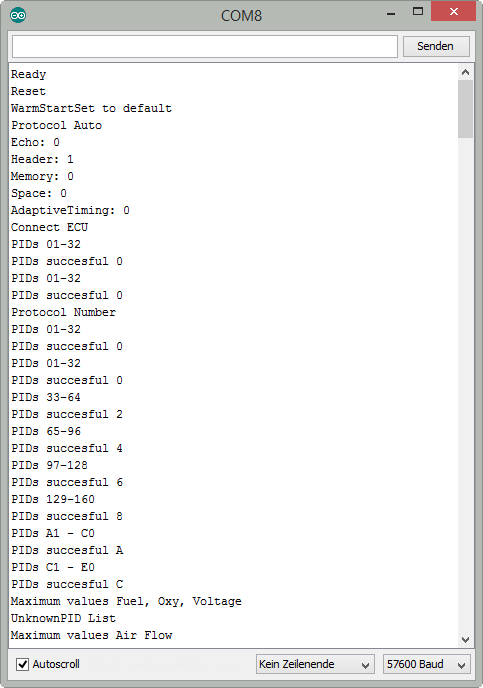 COM8
Senden
Ready
Reset
WarmStartSet to default
Protocol Auto
Echo: 0
Header: 1
Memory: 0
Space: 0
AdaptiveTiming: 0
Connect ECU
PIDs 01-32
PIDs succesful 0
PIDs 01-32
PIDs succesful 0
Protocol Number
PIDs 01-32
PIDs succesful 0
PIDs 01-32
PIDs succesful 0
PIDs 33-64
PIDs succesful 2
PIDs 65-96
PIDs succesful 4
PIDs 97-128
PIDs succesful 6
PIDs 129-160
PIDs succesful 8
PIDs A1 - C0
PIDs succesful A
PIDs C1 - E0
PIDs succesful C
Maximum values Fuel, Oxy, Voltage
UnknownPID List
Maximum values Air Flow
Autoscroll
Kein Zeilenende
57600 Baud